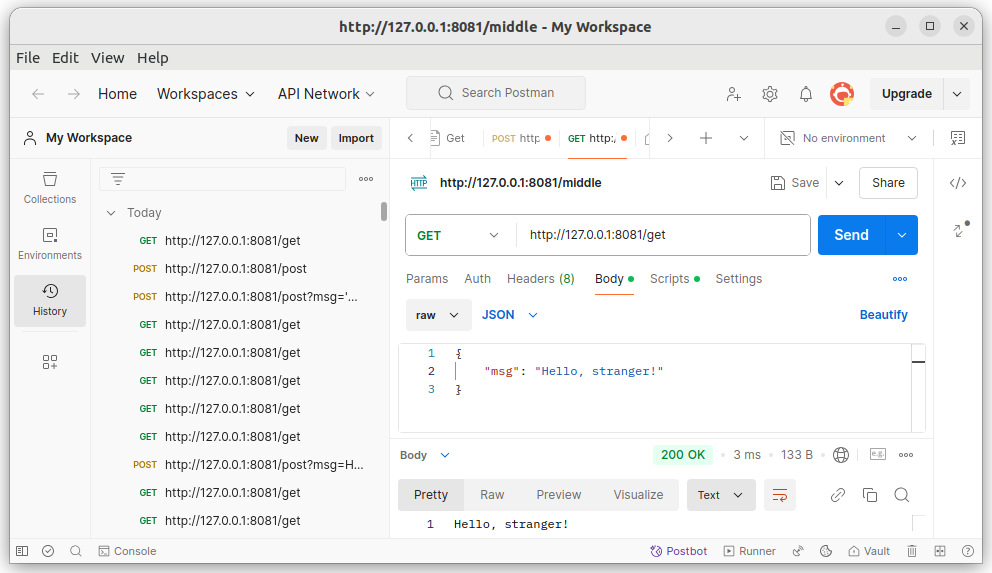 http://127.0.0.1:8081/middle - My Workspace
File Edit View Help
Home Workspaces API Network Search Postman Upgrade
My Workspace New Import
Get POST http GET http:, No environment
Collections
Environments
History
Today
GET http://127.0.0.1:8081/get
POST http://127.0.0.1:8081/post
POST http://127.0.0.1:8081/post?msg='...
GET http://127.0.0.1:8081/get
GET http://127.0.0.1:8081/get
GET http://127.0.0.1:8081/get
GET http://127.0.0.1:8081/get
GET http://127.0.0.1:8081/get
POST http://127.0.0.1:8081/post?msg=H...
GET http://127.0.0.1:8081/get
GET http://127.0.0.1:8081/get
HTTP http://127.0.0.1:8081/middle Save Share
GET http://127.0.0.1:8081/get Send
Params Auth Headers (8) Body Scripts Settings
raw JSON Beautify
1 {
2 "msg": "Hello, stranger!"
3 }
Body 200 OK • 3 ms • 133 B • e.g.
Pretty Raw Preview Visualize Text
1 Hello, stranger!
Console Postbot Runner Vault